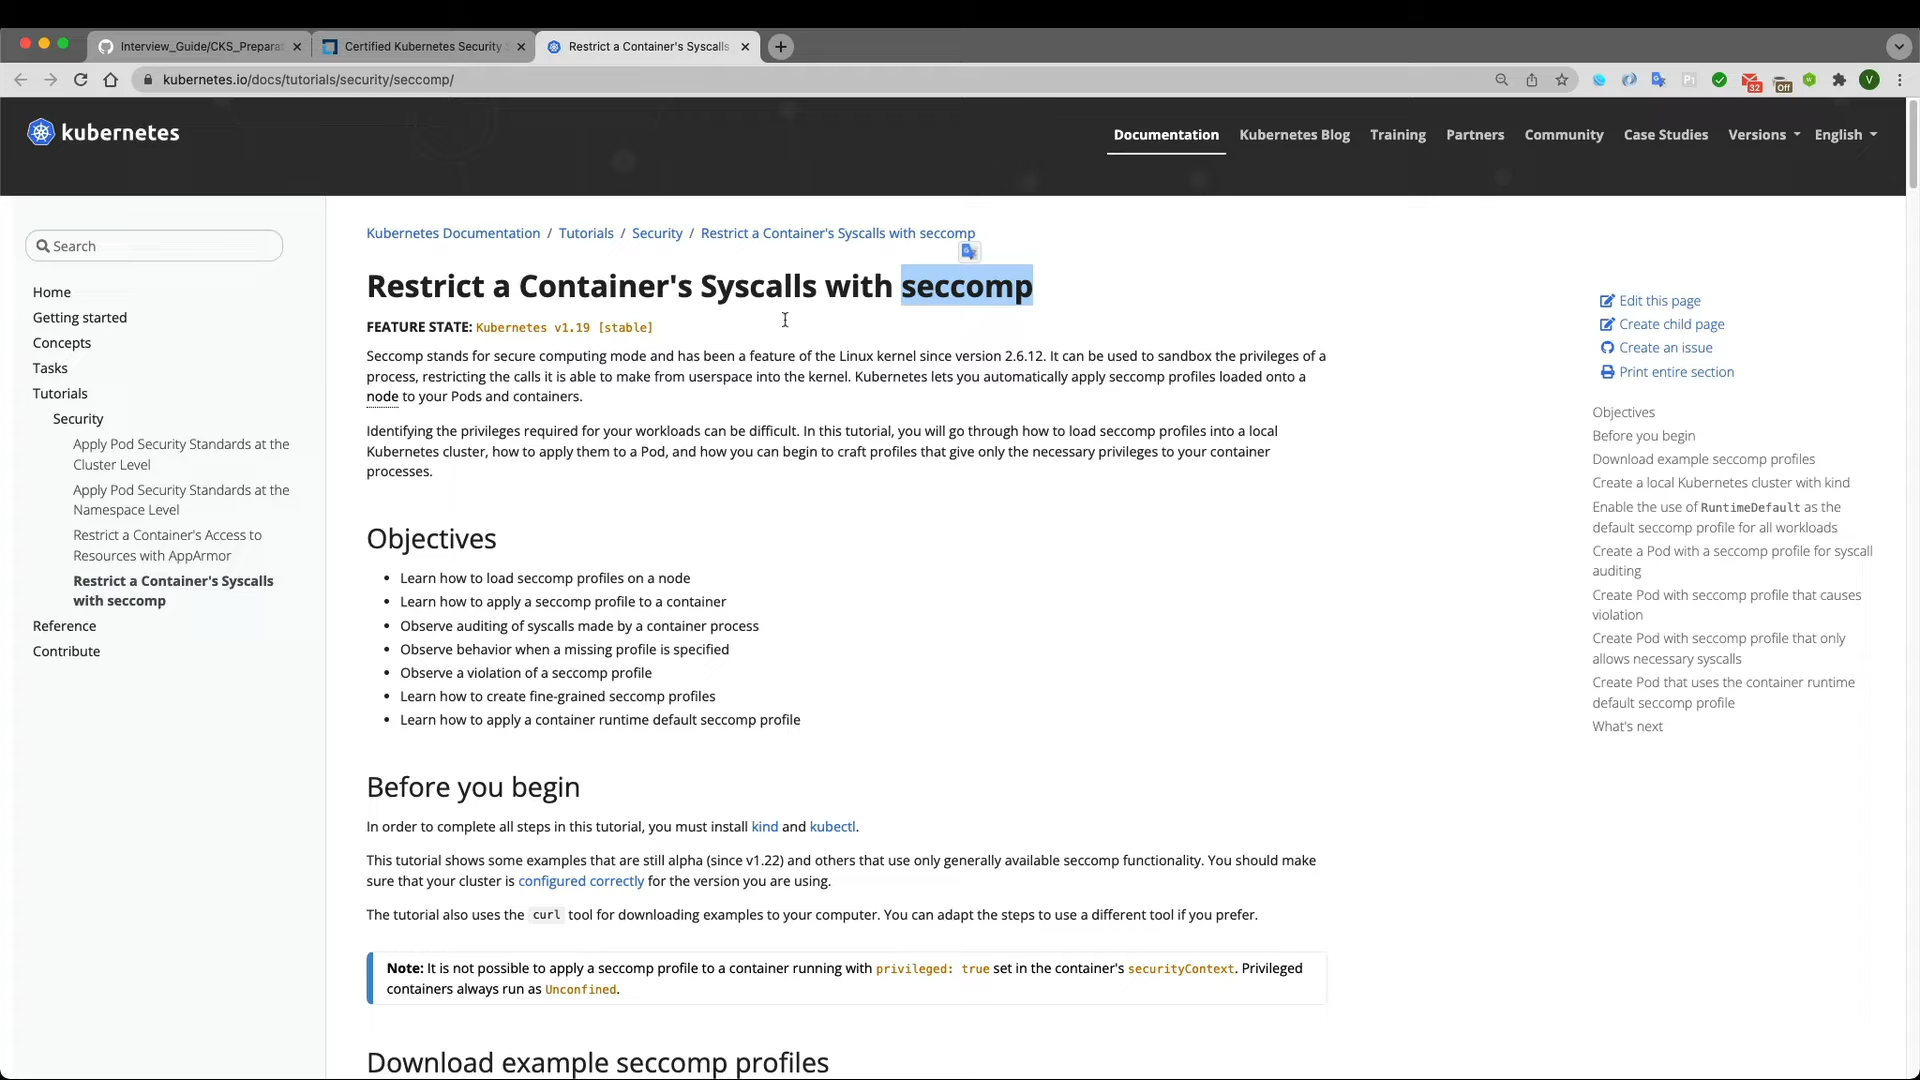 Interview_Guide/CKS_Preparat
Certified Kubernetes Security S
Restrict a Container's Syscalls
kubernetes.io/docs/tutorials/security/seccomp/
32
Off
V
kubernetes
Documentation
Kubernetes Blog
Training
Partners
Community
Case Studies
Versions
English
Search
Home
Getting started
Concepts
Tasks
Tutorials
Security
Apply Pod Security Standards at the
Cluster Level
Apply Pod Security Standards at the
Namespace Level
Restrict a Container's Access to
Resources with AppArmor
Restrict a Container's Syscalls
with seccomp
Reference
Contribute
Kubernetes Documentation / Tutorials / Security / Restrict a Container's Syscalls with seccomp
Restrict a Container's Syscalls with seccomp
FEATURE STATE: Kubernetes v1.19 [stable]
Seccomp stands for secure computing mode and has been a feature of the Linux kernel since version 2.6.12. It can be used to sandbox the privileges of a
process, restricting the calls it is able to make from userspace into the kernel. Kubernetes lets you automatically apply seccomp profiles loaded onto a
node to your Pods and containers.
Identifying the privileges required for your workloads can be difficult. In this tutorial, you will go through how to load seccomp profiles into a local
Kubernetes cluster, how to apply them to a Pod, and how you can begin to craft profiles that give only the necessary privileges to your container
processes.
Objectives
• Learn how to load seccomp profiles on a node
• Learn how to apply a seccomp profile to a container
• Observe auditing of syscalls made by a container process
• Observe behavior when a missing profile is specified
• Observe a violation of a seccomp profile
• Learn how to create fine-grained seccomp profiles
• Learn how to apply a container runtime default seccomp profile
Before you begin
In order to complete all steps in this tutorial, you must install kind and kubectl.
This tutorial shows some examples that are still alpha (since v1.22) and others that use only generally available seccomp functionality. You should make
sure that your cluster is configured correctly for the version you are using.
The tutorial also uses the curl tool for downloading examples to your computer. You can adapt the steps to use a different tool if you prefer.
Note: It is not possible to apply a seccomp profile to a container running with privileged: true set in the container's securityContext. Privileged
containers always run as Unconfined.
Download example seccomp profiles
Edit this page
Create child page
Create an issue
Print entire section
Objectives
Before you begin
Download example seccomp profiles
Create a local Kubernetes cluster with kind
Enable the use of RuntimeDefault as the
default seccomp profile for all workloads
Create a Pod with a seccomp profile for syscall
auditing
Create Pod with seccomp profile that causes
violation
Create Pod with seccomp profile that only
allows necessary syscalls
Create Pod that uses the container runtime
default seccomp profile
What's next